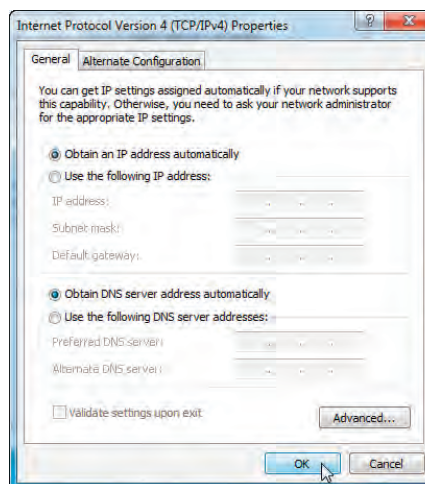 Internet Protocol Version 4 (TCP/IPv4) Properties
General Alternate Configuration
You can get IP settings assigned automatically if your network supports
this capability. Otherwise, you need to ask your network administrator
for the appropriate IP settings.
Obtain an IP address automatically
Use the following IP address:
IP address:
Subnet mask:
Default gateway:
Obtain DNS server address automatically
Use the following DNS server addresses:
Preferred DNS server:
Alternate DNS server:
Validate settings upon exit
Advanced...
OK Cancel